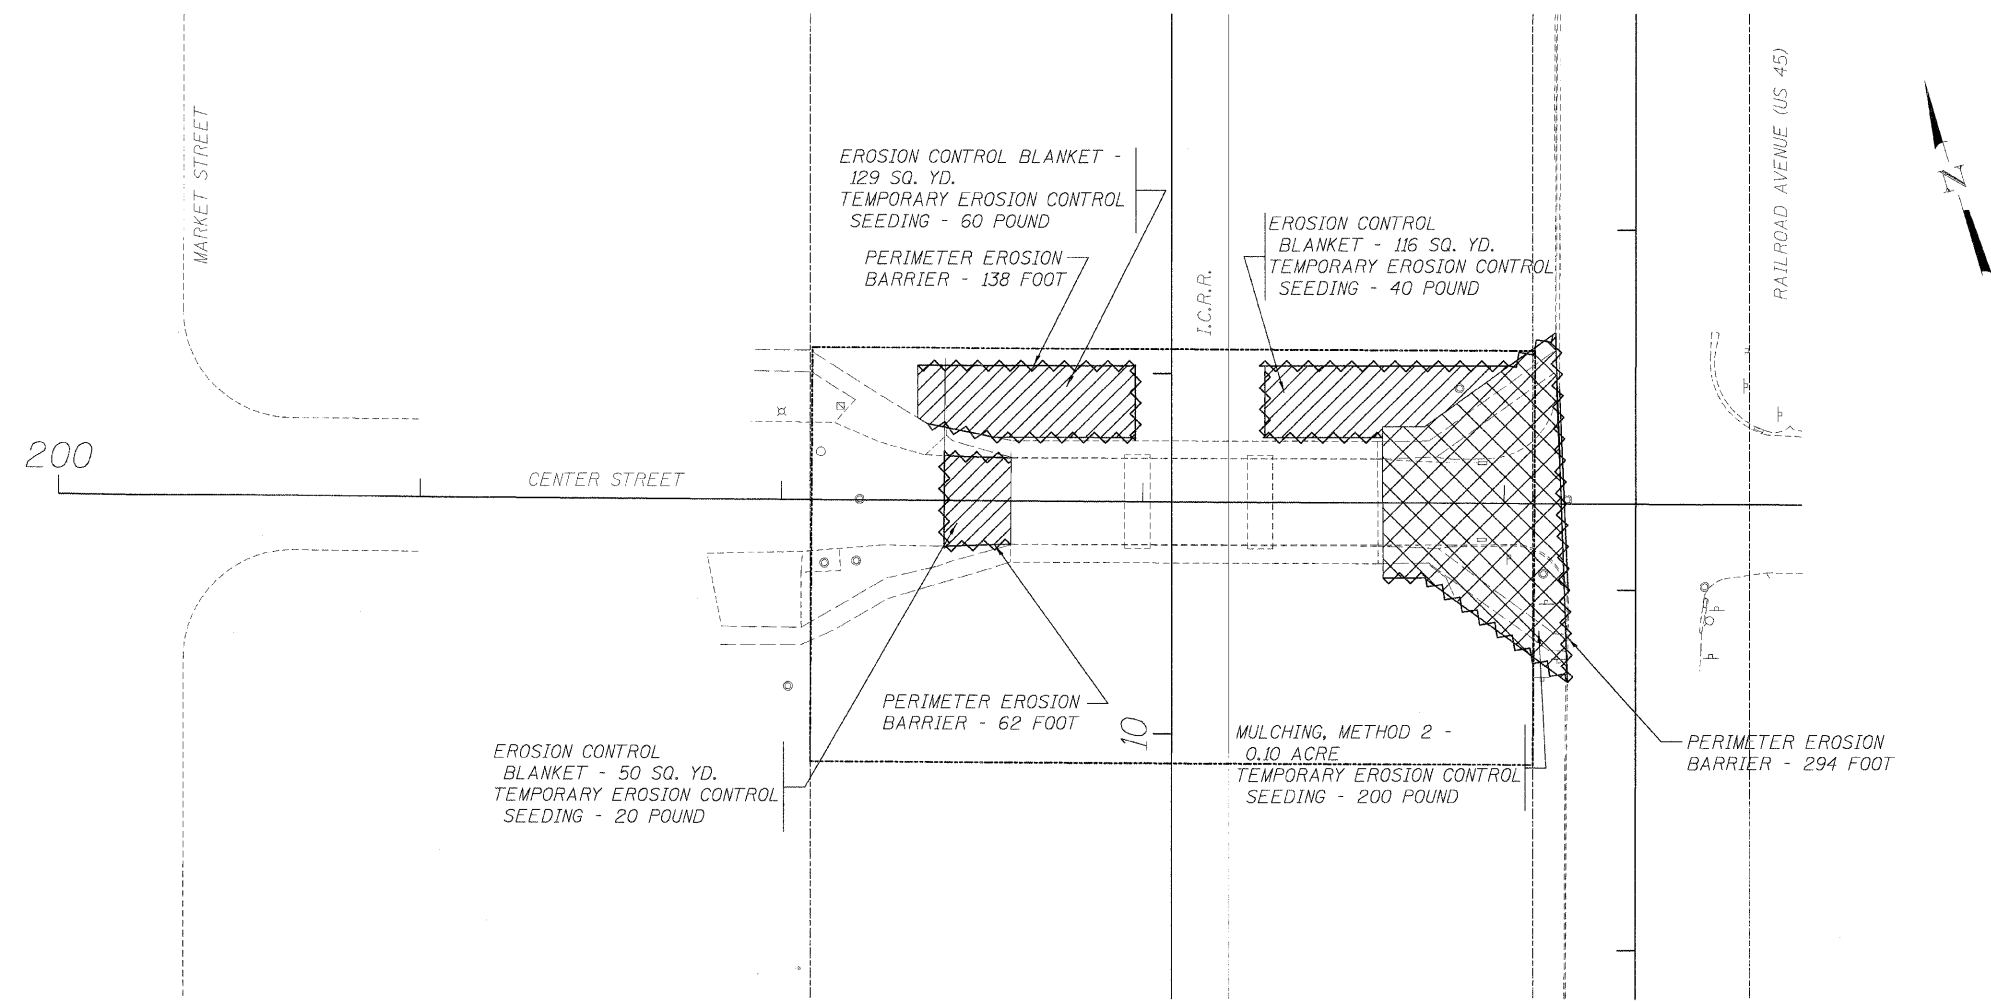 MARKET STREET
RAILROAD AVENUE (US 45)
N
EROSION CONTROL BLANKET -
129 SQ. YD.
TEMPORARY EROSION CONTROL
SEEDING - 60 POUND
PERIMETER EROSION
BARRIER - 138 FOOT
EROSION CONTROL
BLANKET - 116 SQ. YD.
TEMPORARY EROSION CONTROL
SEEDING - 40 POUND
I.C.R.R.
200
CENTER STREET
PERIMETER EROSION
BARRIER - 62 FOOT
10
EROSION CONTROL
BLANKET - 50 SQ. YD.
TEMPORARY EROSION CONTROL
SEEDING - 20 POUND
MULCHING, METHOD 2 -
0.10 ACRE
TEMPORARY EROSION CONTROL
SEEDING - 200 POUND
PERIMETER EROSION
BARRIER - 294 FOOT